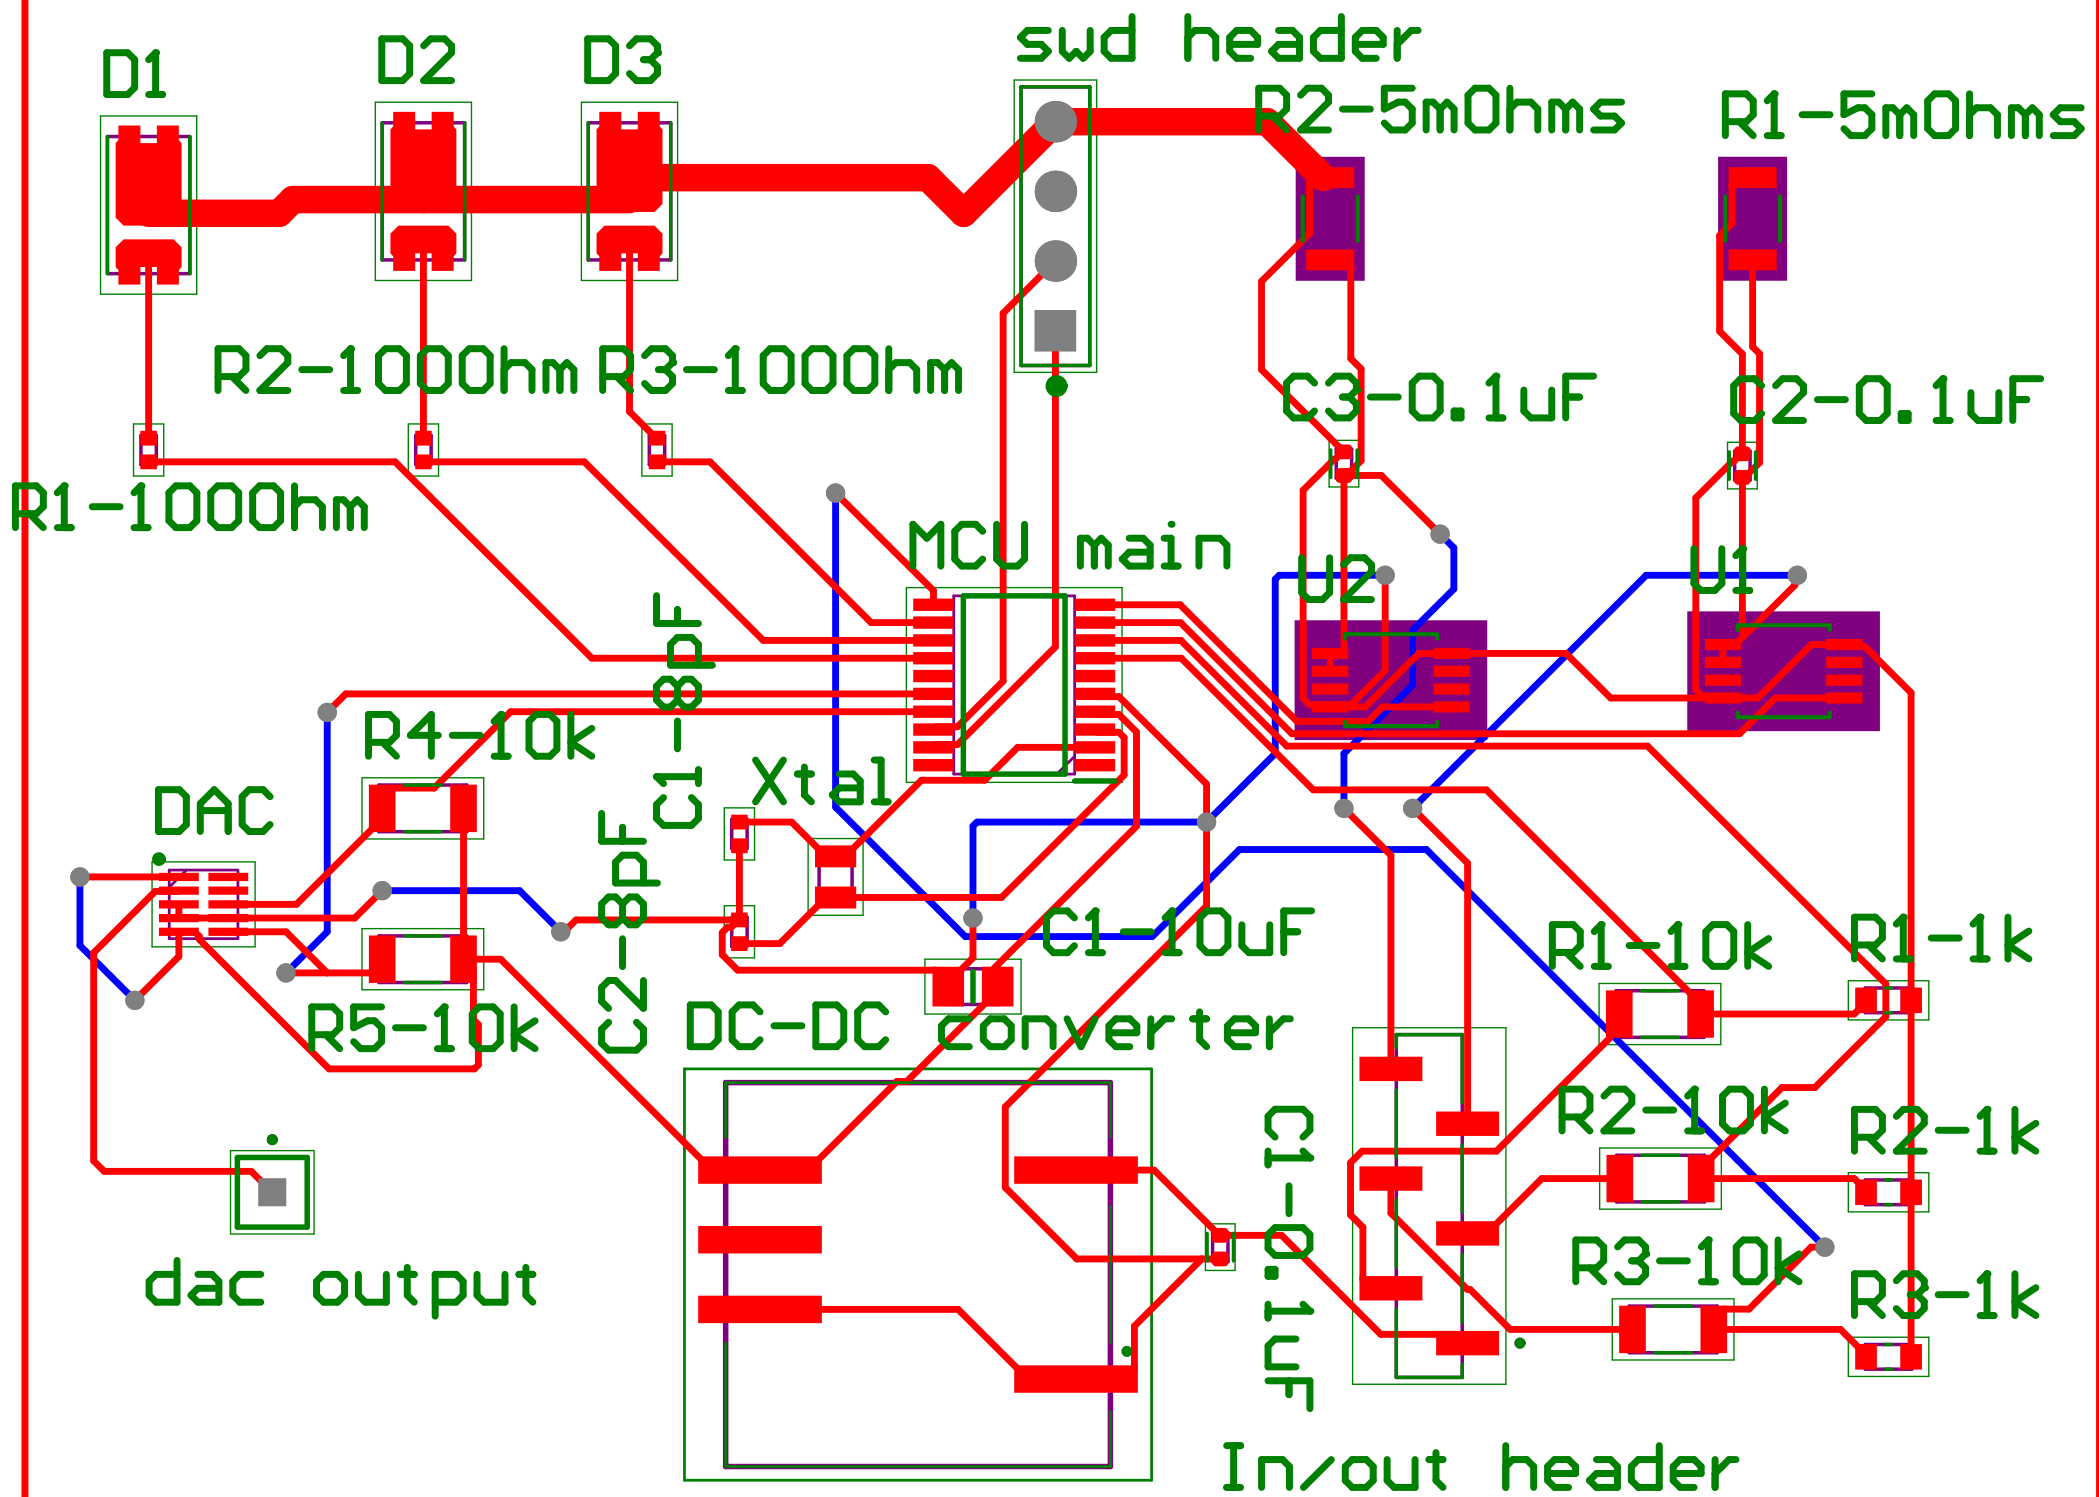 swd header
D1
D2
D3
R2-5mOhms
R1-5mOhms
R2-100Ohm
R3-100Ohm
C3-0.1uF
C2-0.1uF
R1-100Ohm
MCU main
U2
U1
C1-8pF
R4-10k
Xtal
DAC
C2-8pF
C1-10uF
R1-10k
R1-1k
R5-10k
DC-DC converter
R2-10k
R2-1k
C1-0.1uF
dac output
R3-10k
R3-1k
In/out header